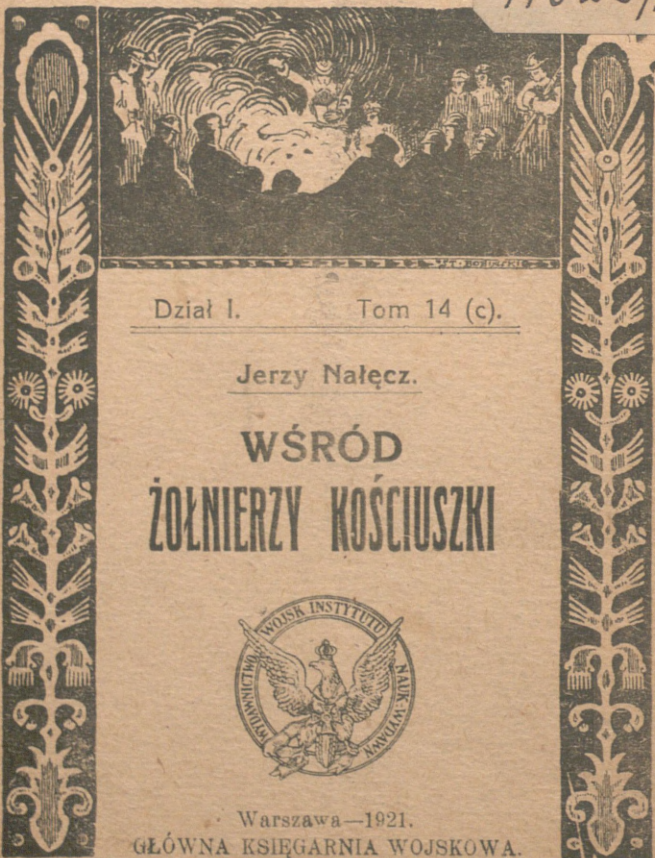 Dział I. Tom 14 (c).
Jerzy Nałęcz.
WŚRÓD
ŻOŁNIERZY KOŚCIUSZKI
WYDAWNICTWO WOJSK INSTYTUTU NAUK-WYDAWN
Warszawa—1921.
GŁÓWNA KSIĘGARNIA WOJSKOWA.